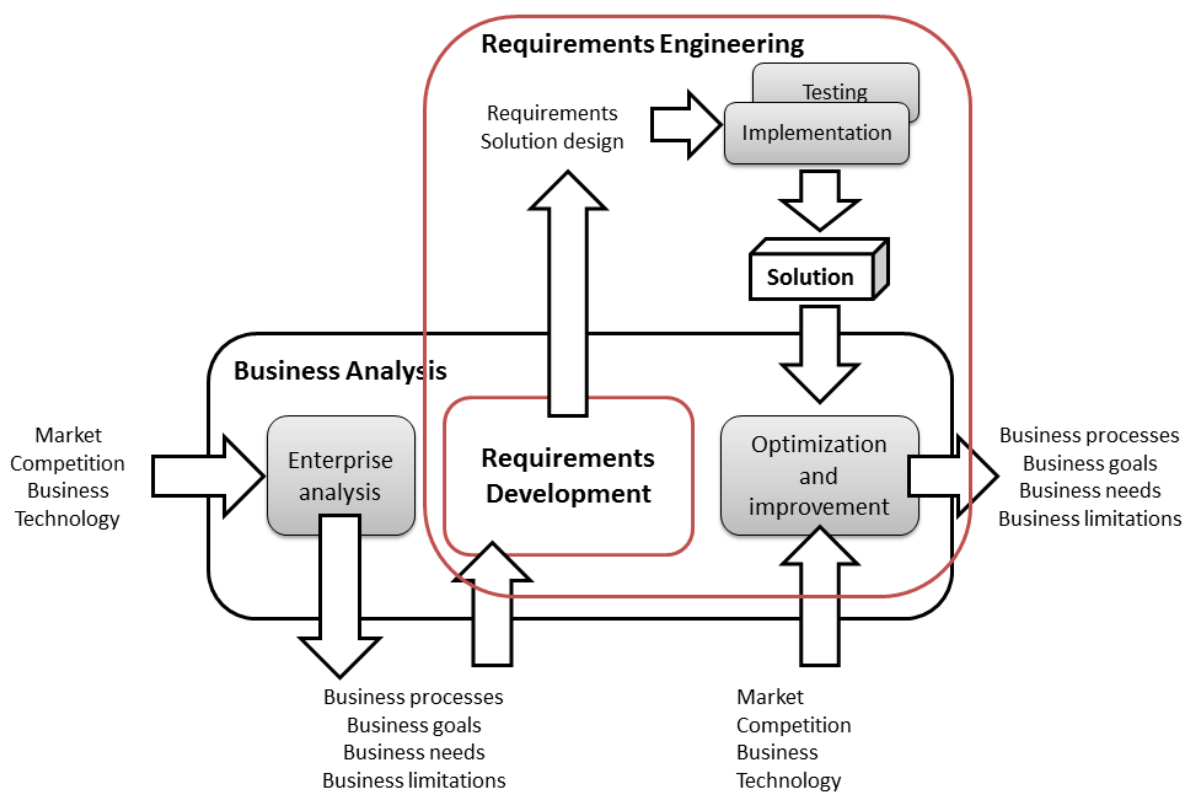 Requirements Engineering
Testing
Implementation
Requirements
Solution design
Solution
Business Analysis
Market
Competition
Business
Technology
Enterprise
analysis
Requirements
Development
Optimization
and
improvement
Business processes
Business goals
Business needs
Business limitations
Business processes
Business goals
Business needs
Business limitations
Market
Competition
Business
Technology